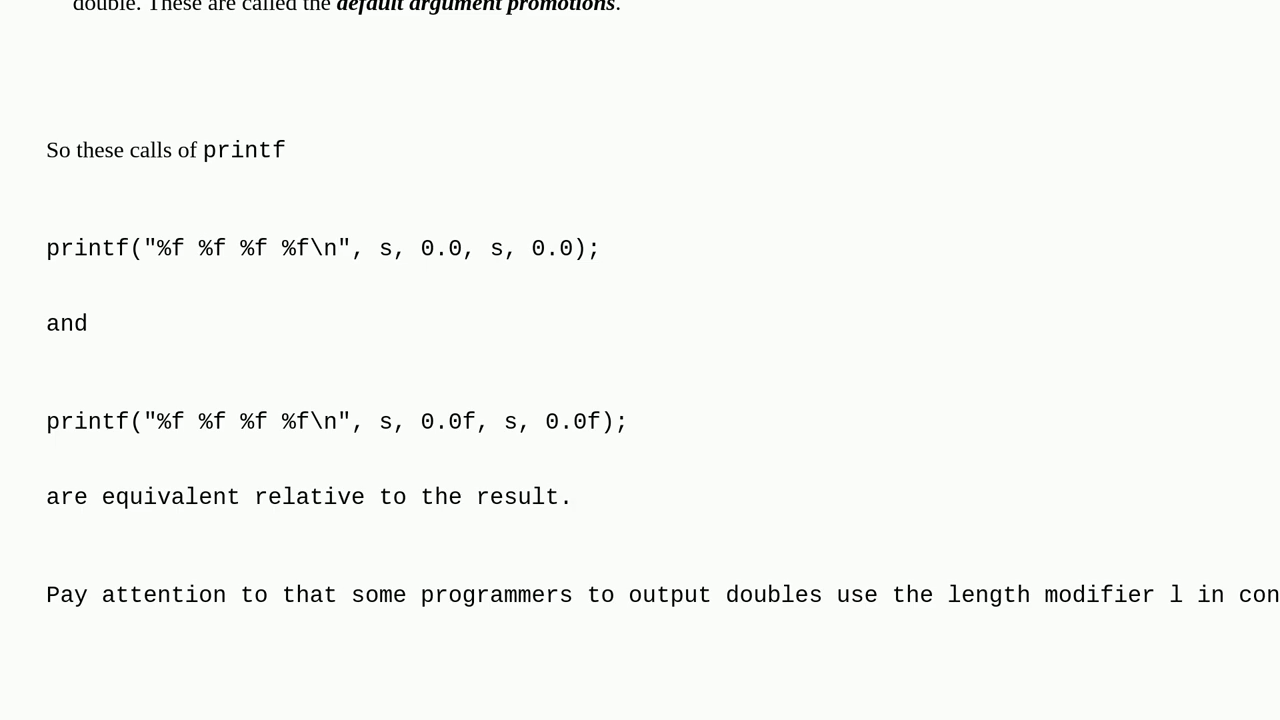 double. These are called the default argument promotions.
So these calls of printf
printf("%f %f %f %f\n", s, 0.0, s, 0.0);
and
printf("%f %f %f %f\n", s, 0.0f, s, 0.0f);
are equivalent relative to the result.
Pay attention to that some programmers to output doubles use the length modifier l in con